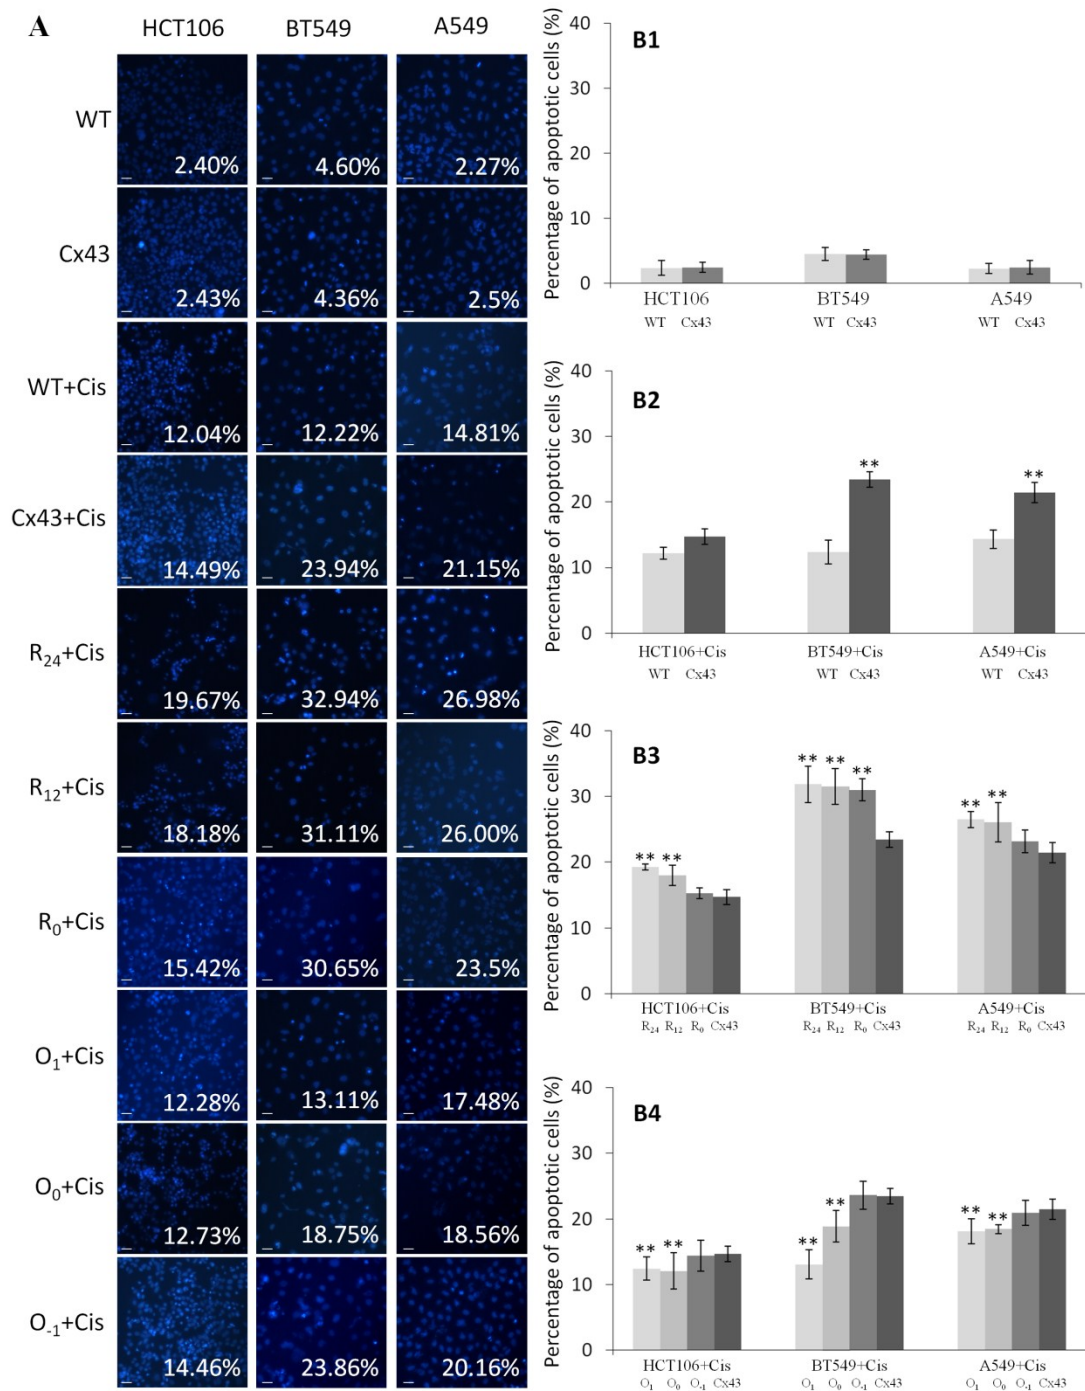 A
HCT106 BT549 A549
WT 2.40% 4.60% 2.27%
Cx43 2.43% 4.36% 2.5%
WT+Cis 12.04% 12.22% 14.81%
Cx43+Cis 14.49% 23.94% 21.15%
R24+Cis 19.67% 32.94% 26.98%
R12+Cis 18.18% 31.11% 26.00%
R0+Cis 15.42% 30.65% 23.5%
O1+Cis 12.28% 13.11% 17.48%
O0+Cis 12.73% 18.75% 18.56%
O-1+Cis 14.46% 23.86% 20.16%
B1
Percentage of apoptotic cells (%)
40
30
20
10
0
HCT106 BT549 A549
WT Cx43 WT Cx43 WT Cx43
B2
Percentage of apoptotic cells (%)
40
30
20
10
0
** **
HCT106+Cis BT549+Cis A549+Cis
WT Cx43 WT Cx43 WT Cx43
B3
Percentage of apoptotic cells (%)
40
30
20
10
0
** ** ** ** ** ** **
HCT106+Cis BT549+Cis A549+Cis
R24 R12 R0 Cx43 R24 R12 R0 Cx43 R24 R12 R0 Cx43
B4
Percentage of apoptotic cells (%)
40
30
20
10
0
** ** ** ** ** **
HCT106+Cis BT549+Cis A549+Cis
O1 O0 O-1 Cx43 O1 O0 O-1 Cx43 O1 O0 O-1 Cx43